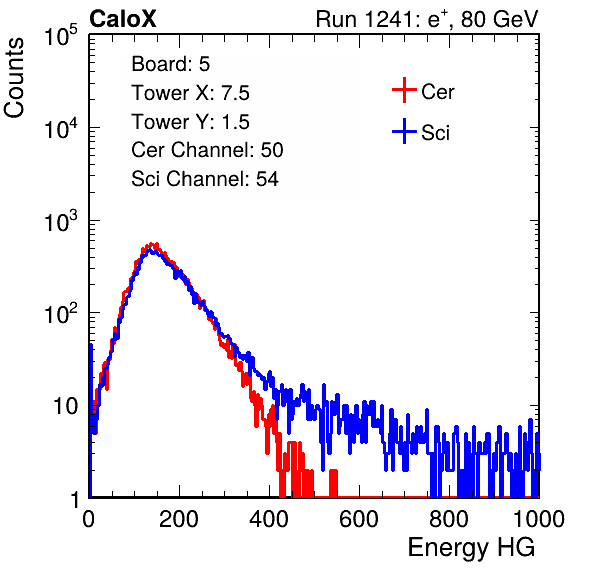 CaloX Run 1241: e⁺, 80 GeV
Counts
10⁵
10⁴
10³
10²
10
1
Board: 5
Tower X: 7.5
Tower Y: 1.5
Cer Channel: 50
Sci Channel: 54
Cer
Sci
0 200 400 600 800 1000
Energy HG